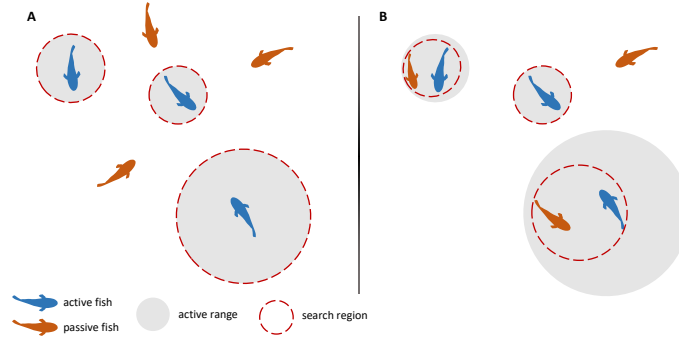 A
B
active fish
passive fish
active range
search region